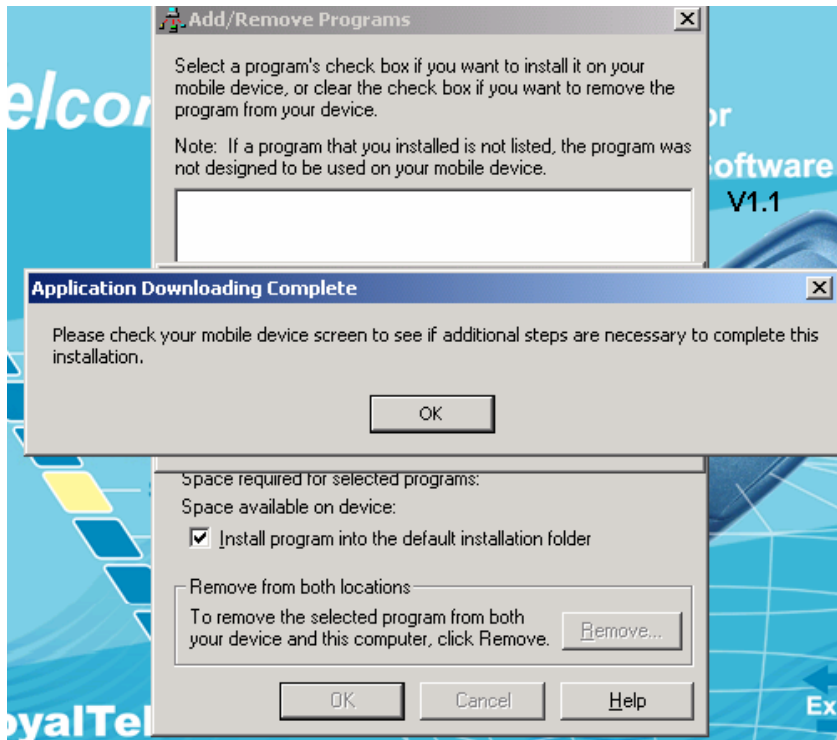 Add/Remove Programs
Select a program's check box if you want to install it on your
mobile device, or clear the check box if you want to remove the
program from your device.
Note: If a program that you installed is not listed, the program was
not designed to be used on your mobile device.
elcor
or
oftware
V1.1
Application Downloading Complete
Please check your mobile device screen to see if additional steps are necessary to complete this
installation.
OK
Space required for selected programs:
Space available on device:
Install program into the default installation folder
Remove from both locations
To remove the selected program from both
your device and this computer, click Remove.
Remove...
OK
Cancel
Help
oyalTel
Ex